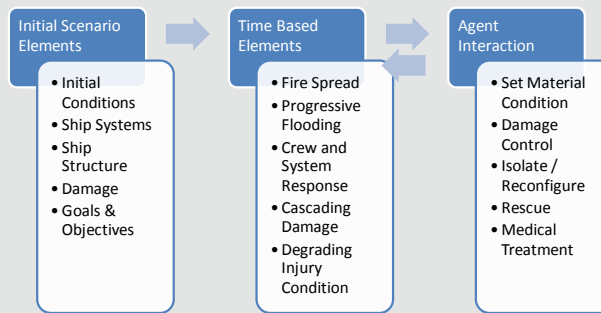 Initial Scenario
Elements
• Initial
Conditions
• Ship Systems
• Ship
Structure
• Damage
• Goals &
Objectives
Time Based
Elements
• Fire Spread
• Progressive
Flooding
• Crew and
System
Response
• Cascading
Damage
• Degrading
Injury
Condition
Agent
Interaction
• Set Material
Condition
• Damage
Control
• Isolate /
Reconfigure
• Rescue
• Medical
Treatment